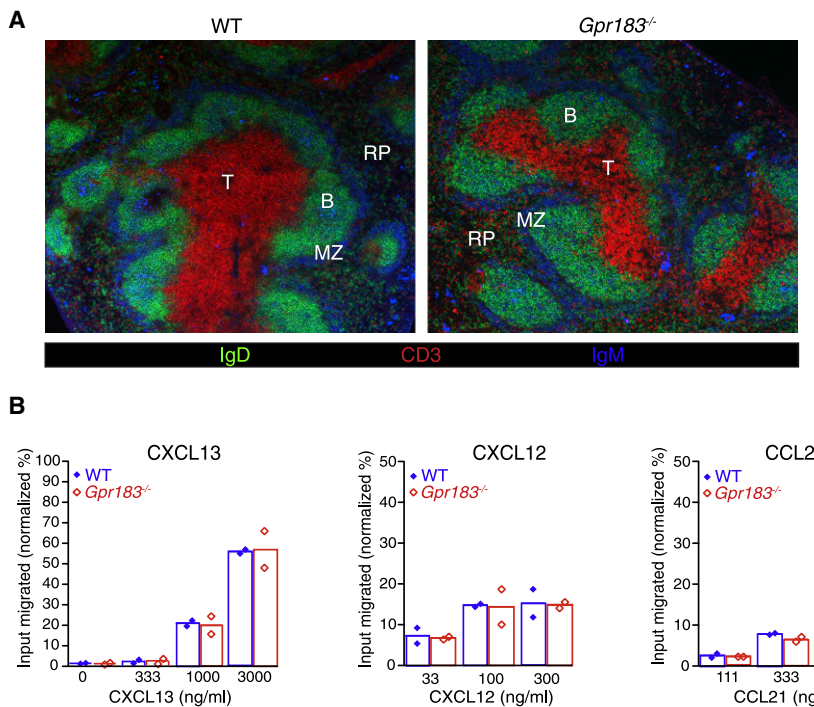 A
WT
Gpr183-/-
B
RP
T
T
B
MZ
MZ
RP
IgD
CD3
IgM
B
CXCL13
Input migrated (normalized %)
100
90
80
70
60
50
40
30
20
10
0
WT
Gpr183-/-
0
333
1000
3000
CXCL13 (ng/ml)
CXCL12
Input migrated (normalized %)
50
40
30
20
10
0
WT
Gpr183-/-
33
100
300
CXCL12 (ng/ml)
CCL2
Input migrated (normalized %)
50
40
30
20
10
0
WT
Gpr183-/-
111
333
CCL21 (ng